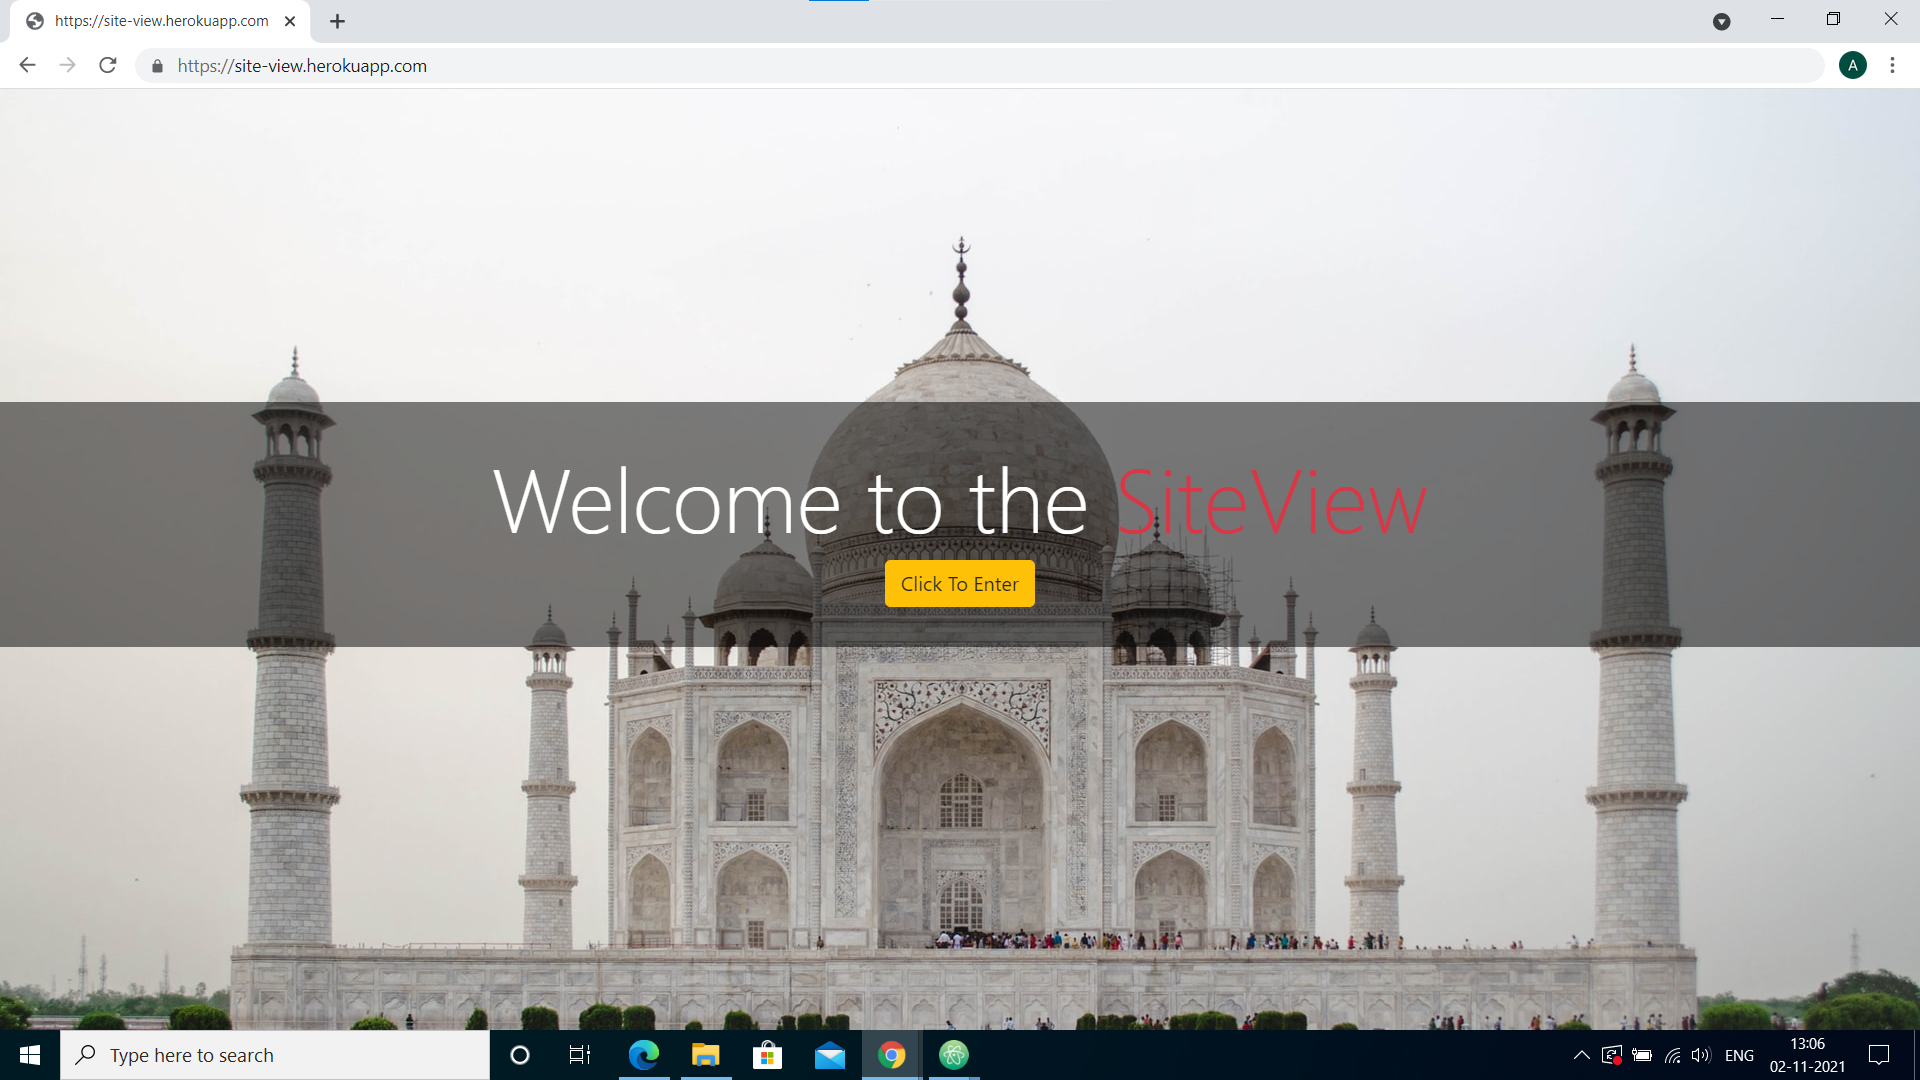 https://site-view.herokuapp.com
https://site-view.herokuapp.com
A
Welcome to the SiteView
Click To Enter
Type here to search
ENG
13:06
02-11-2021